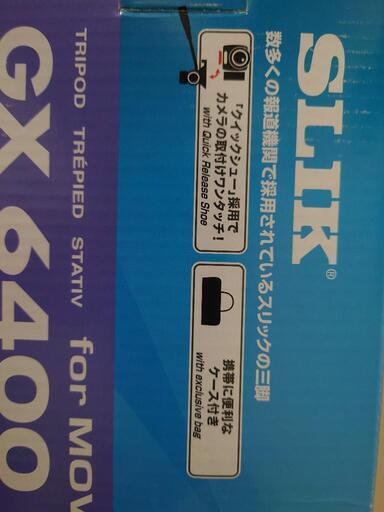 SLIK®
数多くの報道機関で採用されているスリックの三脚
「クイックシュー」採用で
カメラの取付けワンタッチ!
with Quick Release Shoe
携帯に便利な
ケース付き
with exclusive bag
TRIPOD TRÉPIED STATIV for MOV
GX 6400